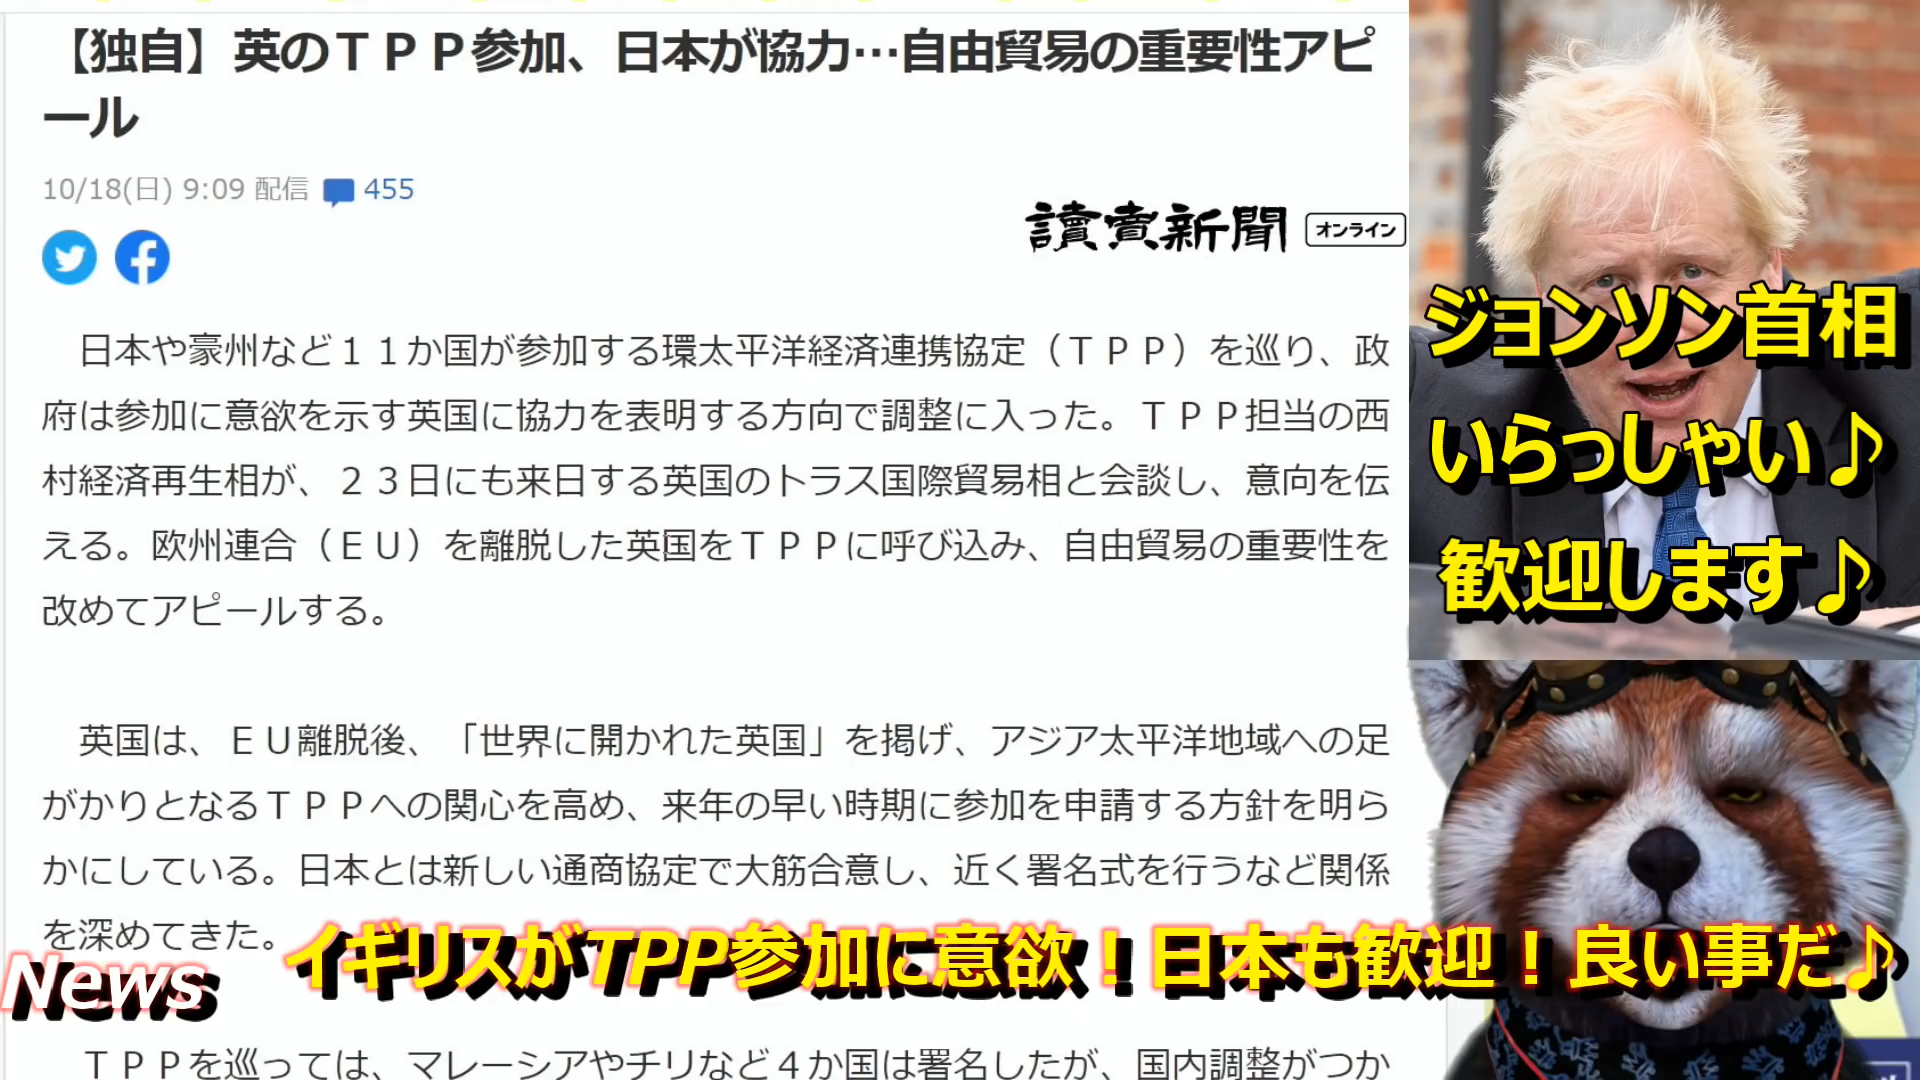 【独自】英のＴＰＰ参加、日本が協力…自由貿易の重要性アピ
ール
10/18(日) 9:09 配信 455
讀賣新聞 オンライン
日本や豪州など１１か国が参加する環太平洋経済連携協定（ＴＰＰ）を巡り、政
府は参加に意欲を示す英国に協力を表明する方向で調整に入った。ＴＰＰ担当の西
村経済再生相が、２３日にも来日する英国のトラス国際貿易相と会談し、意向を伝
える。欧州連合（ＥＵ）を離脱した英国をＴＰＰに呼び込み、自由貿易の重要性を
改めてアピールする。
英国は、ＥＵ離脱後、「世界に開かれた英国」を掲げ、アジア太平洋地域への足
がかりとなるＴＰＰへの関心を高め、来年の早い時期に参加を申請する方針を明ら
かにしている。日本とは新しい通商協定で大筋合意し、近く署名式を行うなど関係
を深めてきた。
ＴＰＰを巡っては、マレーシアやチリなど４か国は署名したが、国内調整がつか
ジョンソン首相
いらっしゃい♪
歓迎します♪
News
イギリスがTPP参加に意欲！日本も歓迎！良い事だ♪